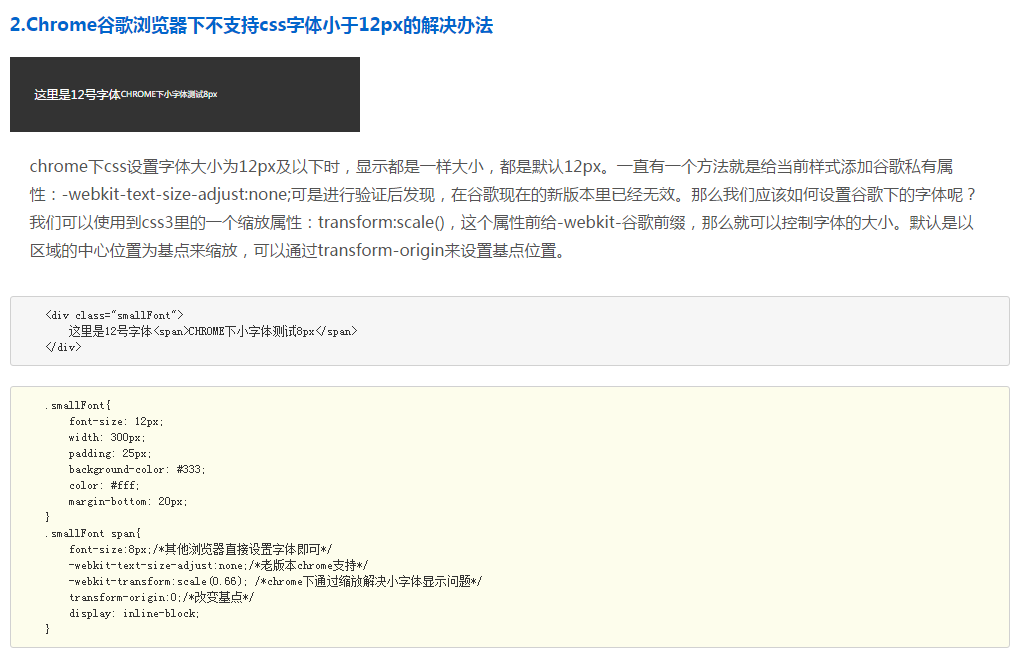 2.Chrome谷歌浏览器下不支持css字体小于12px的解决办法
这里是12号字体CHROME下小字体测试8px
chrome下css设置字体大小为12px及以下时，显示都是一样大小，都是默认12px。一直有一个方法就是给当前样式添加谷歌私有属
性：-webkit-text-size-adjust:none;可是进行验证后发现，在谷歌现在的新版本里已经无效。那么我们应该如何设置谷歌下的字体呢？
我们可以使用到css3里的一个缩放属性：transform:scale()，这个属性前给-webkit-谷歌前缀，那么就可以控制字体的大小。默认是以
区域的中心位置为基点来缩放，可以通过transform-origin来设置基点位置。
<div class="smallFont">
这里是12号字体<span>CHROME下小字体测试8px</span>
</div>
.smallFont{
font-size: 12px;
width: 300px;
padding: 25px;
background-color: #333;
color: #fff;
margin-bottom: 20px;
}
.smallFont span{
font-size:8px;/*其他浏览器直接设置字体即可*/
-webkit-text-size-adjust:none;/*老版本chrome支持*/
-webkit-transform:scale(0.66); /*chrome下通过缩放解决小字体显示问题*/
transform-origin:0;/*改变基点*/
display: inline-block;
}